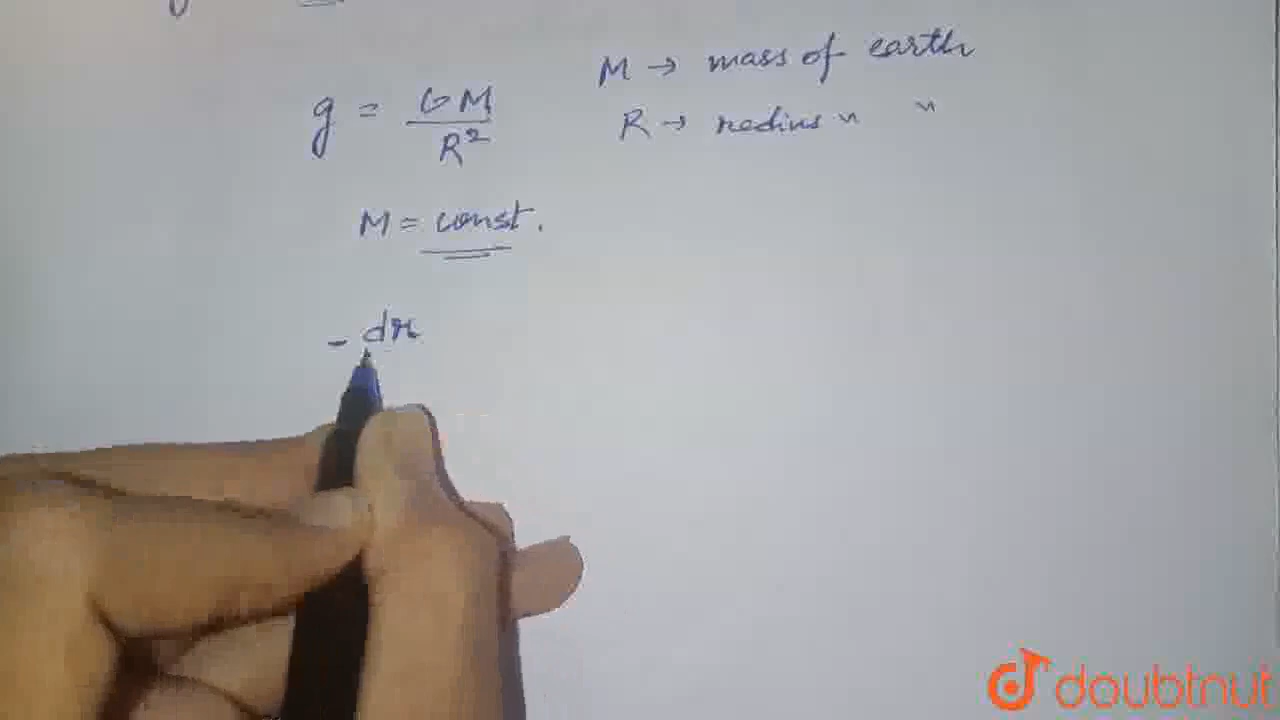 M → mass of earth
g = GM / R²
R → radius " "
M = const.
- dr
doubtnut